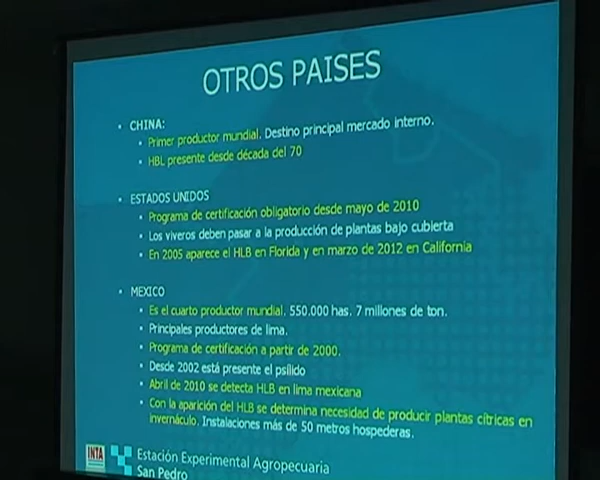 OTROS PAISES
• CHINA:
• Primer productor mundial. Destino principal mercado interno.
• HBL presente desde década del 70
• ESTADOS UNIDOS
• Programa de certificación obligatorio desde mayo de 2010
• Los viveros deben pasar a la producción de plantas bajo cubierta
• En 2005 aparece el HLB en Florida y en marzo de 2012 en California
• MEXICO
• Es el cuarto productor mundial. 550.000 has. 7 millones de ton.
• Principales productores de lima.
• Programa de certificación a partir de 2000.
• Desde 2002 está presente el psílido
• Abril de 2010 se detecta HLB en lima mexicana
• Con la aparición del HLB se determina necesidad de producir plantas cítricas en
invernáculo. Instalaciones más de 50 metros hospederas.
INTA
Estación Experimental Agropecuaria
San Pedro